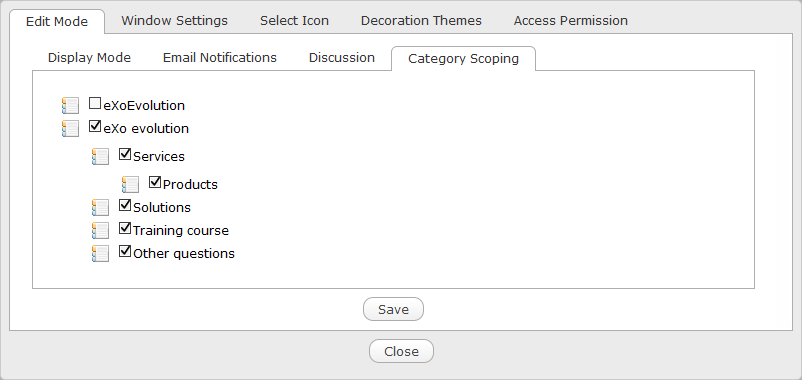 Edit Mode Window Settings Select Icon Decoration Themes Access Permission
Display Mode Email Notifications Discussion Category Scoping
eXoEvolution
eXo evolution
Services
Products
Solutions
Training course
Other questions
Save
Close